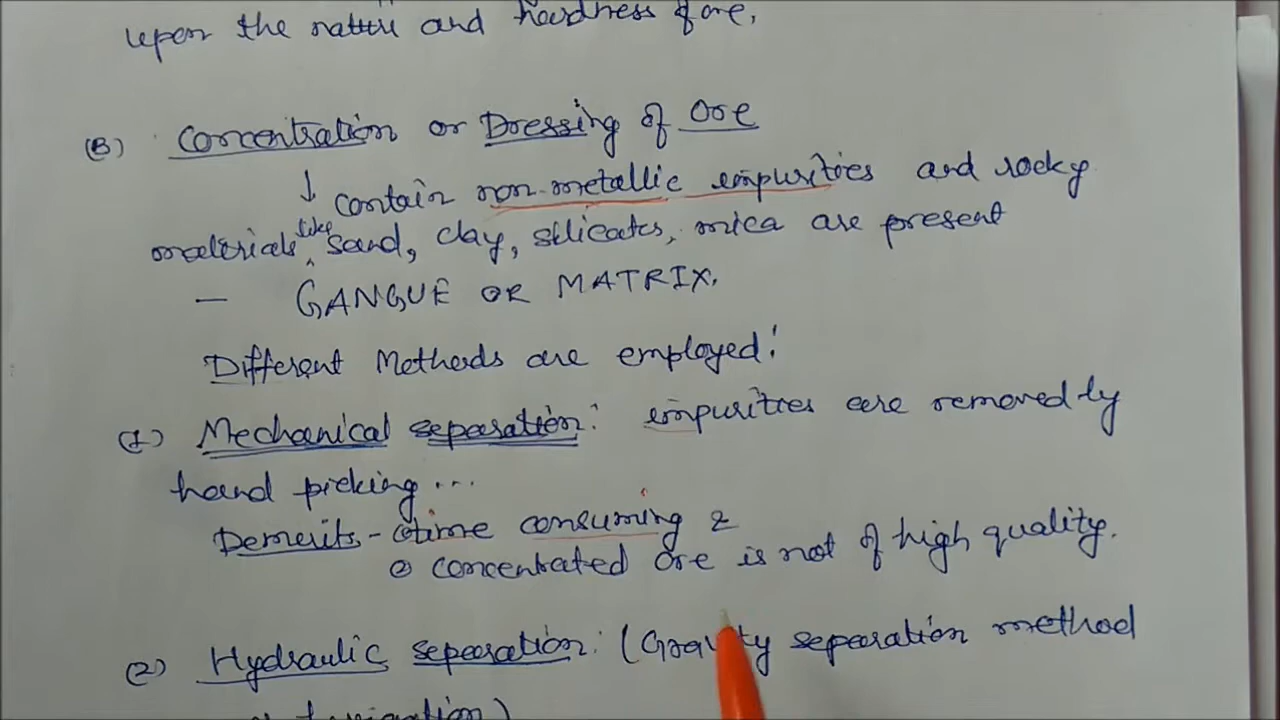 upon the nature and hardness of ore.
(B) Concentration or Dressing of Ore
↓ contain non-metallic impurities and rocky
materials, like sand, clay, silicates, mica are present
— GANGUE OR MATRIX.
Different Methods are employed:
(1) Mechanical separation: impurities are removed by
hand picking...
Demerits - time consuming &
concentrated ore is not of high quality.
(2) Hydraulic separation: (Gravity separation method